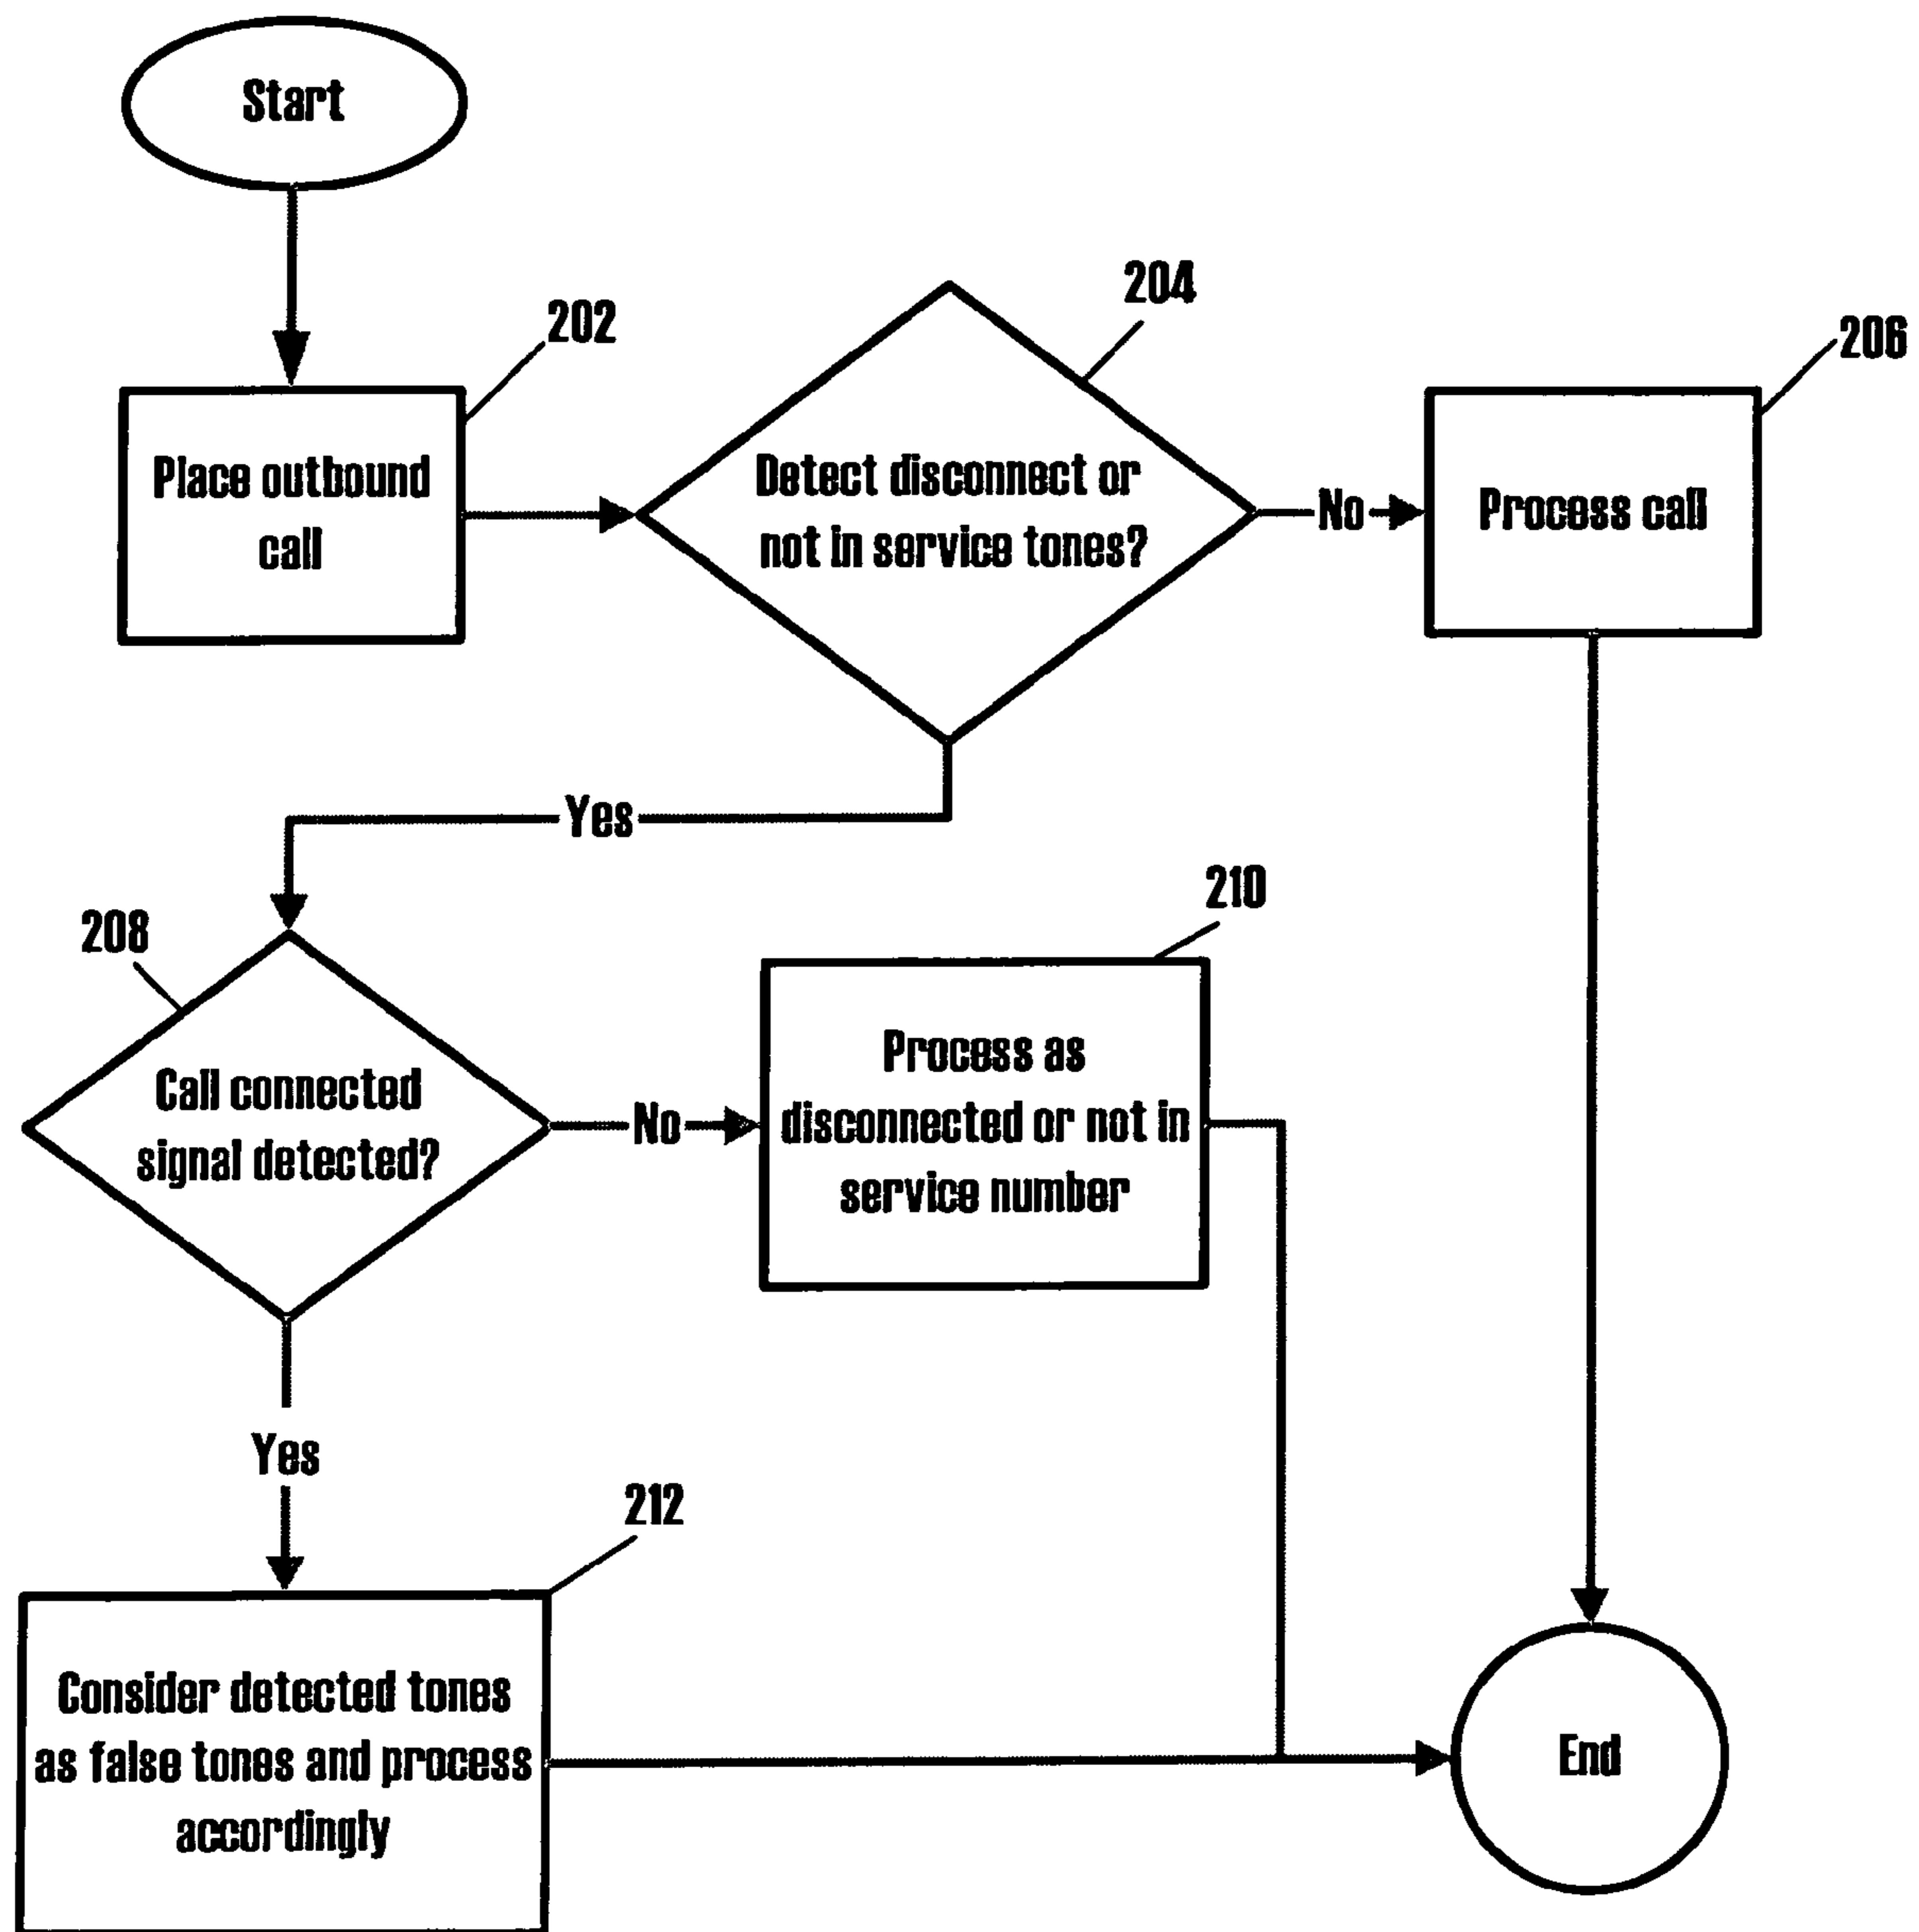 Start
202
Place outbound
call
204
Detect disconnect or
not in service tones?
No
206
Process call
Yes
208
Call connected
signal detected?
No
210
Process as
disconnected or not in
service number
Yes
212
Consider detected tones
as false tones and process
accordingly
End